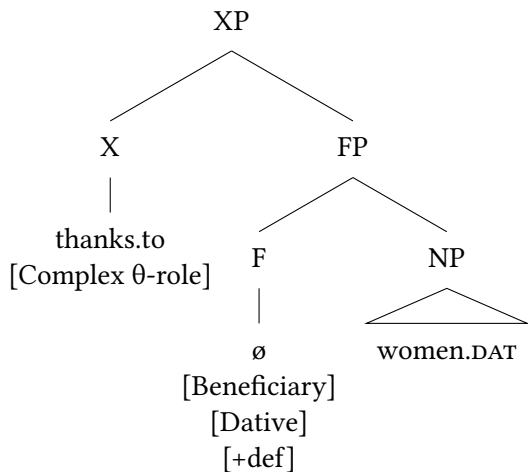 XP
X FP
thanks.to
[Complex θ-role]
F NP
ø
[Beneficiary]
[Dative]
[+def]
women.DAT